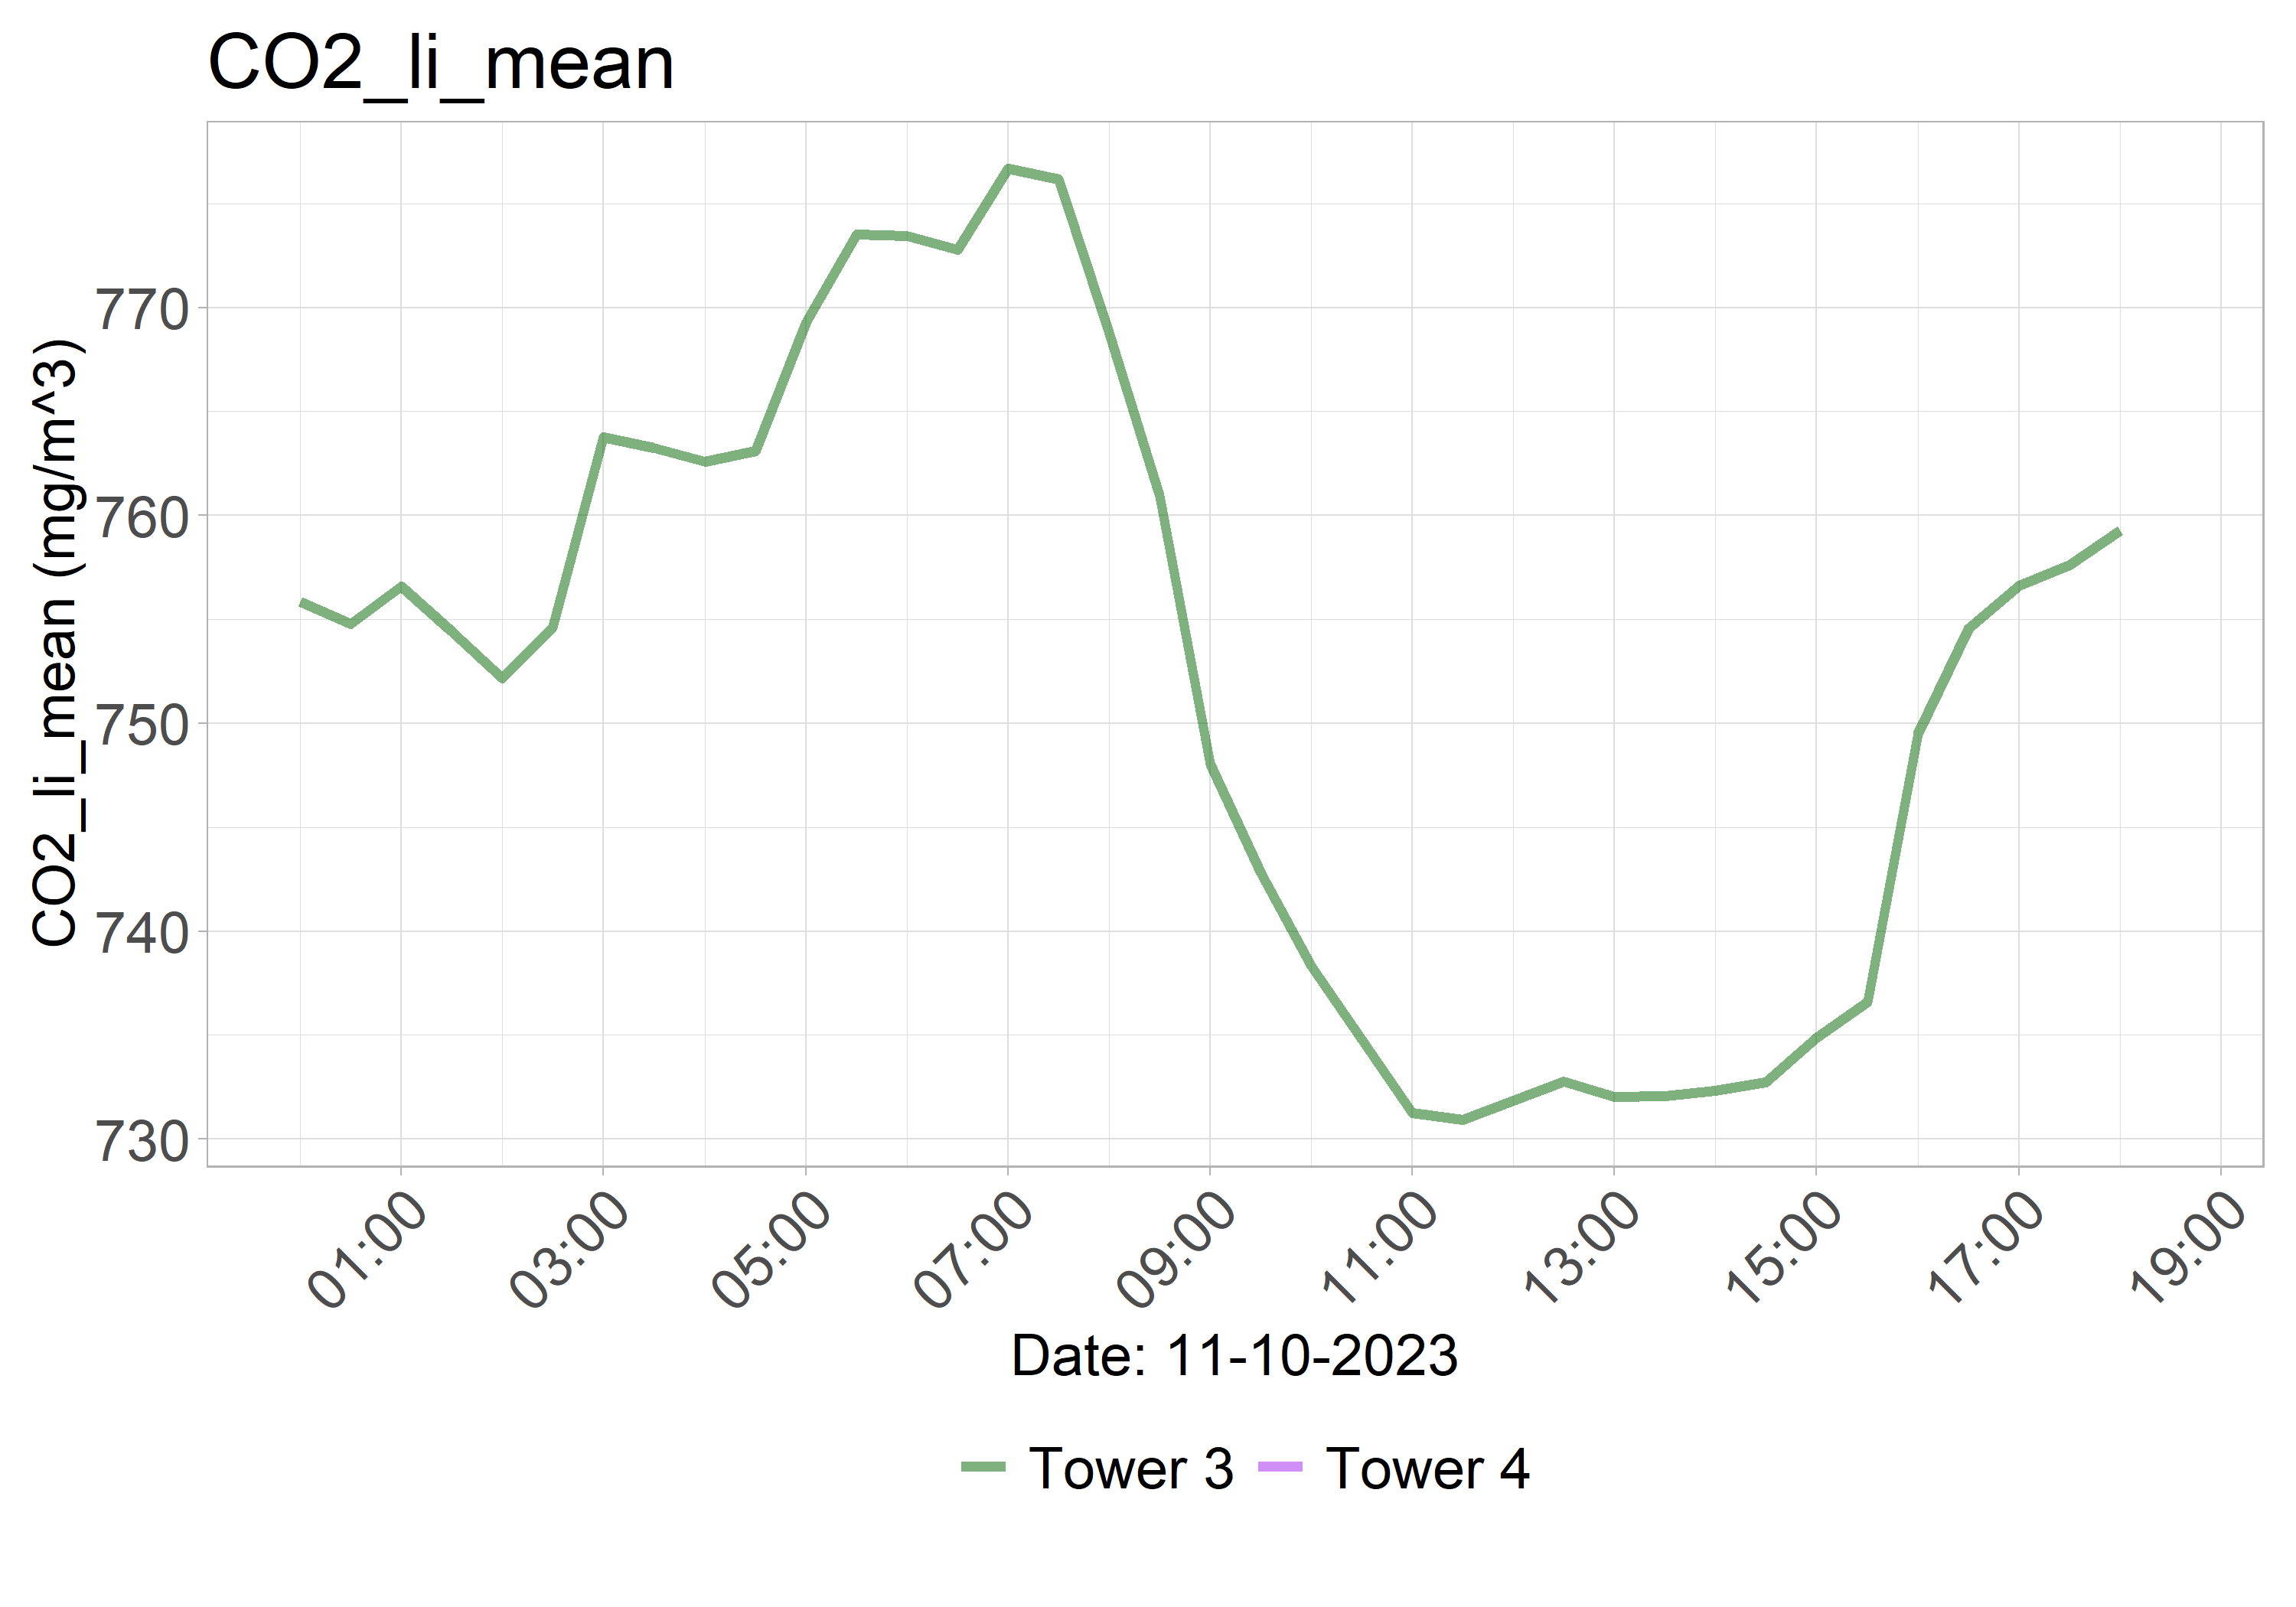 CO2_li_mean
CO2_li_mean (mg/m^3)
770
760
750
740
730
01:00 03:00 05:00 07:00 09:00 11:00 13:00 15:00 17:00 19:00
Date: 11-10-2023
Tower 3 Tower 4